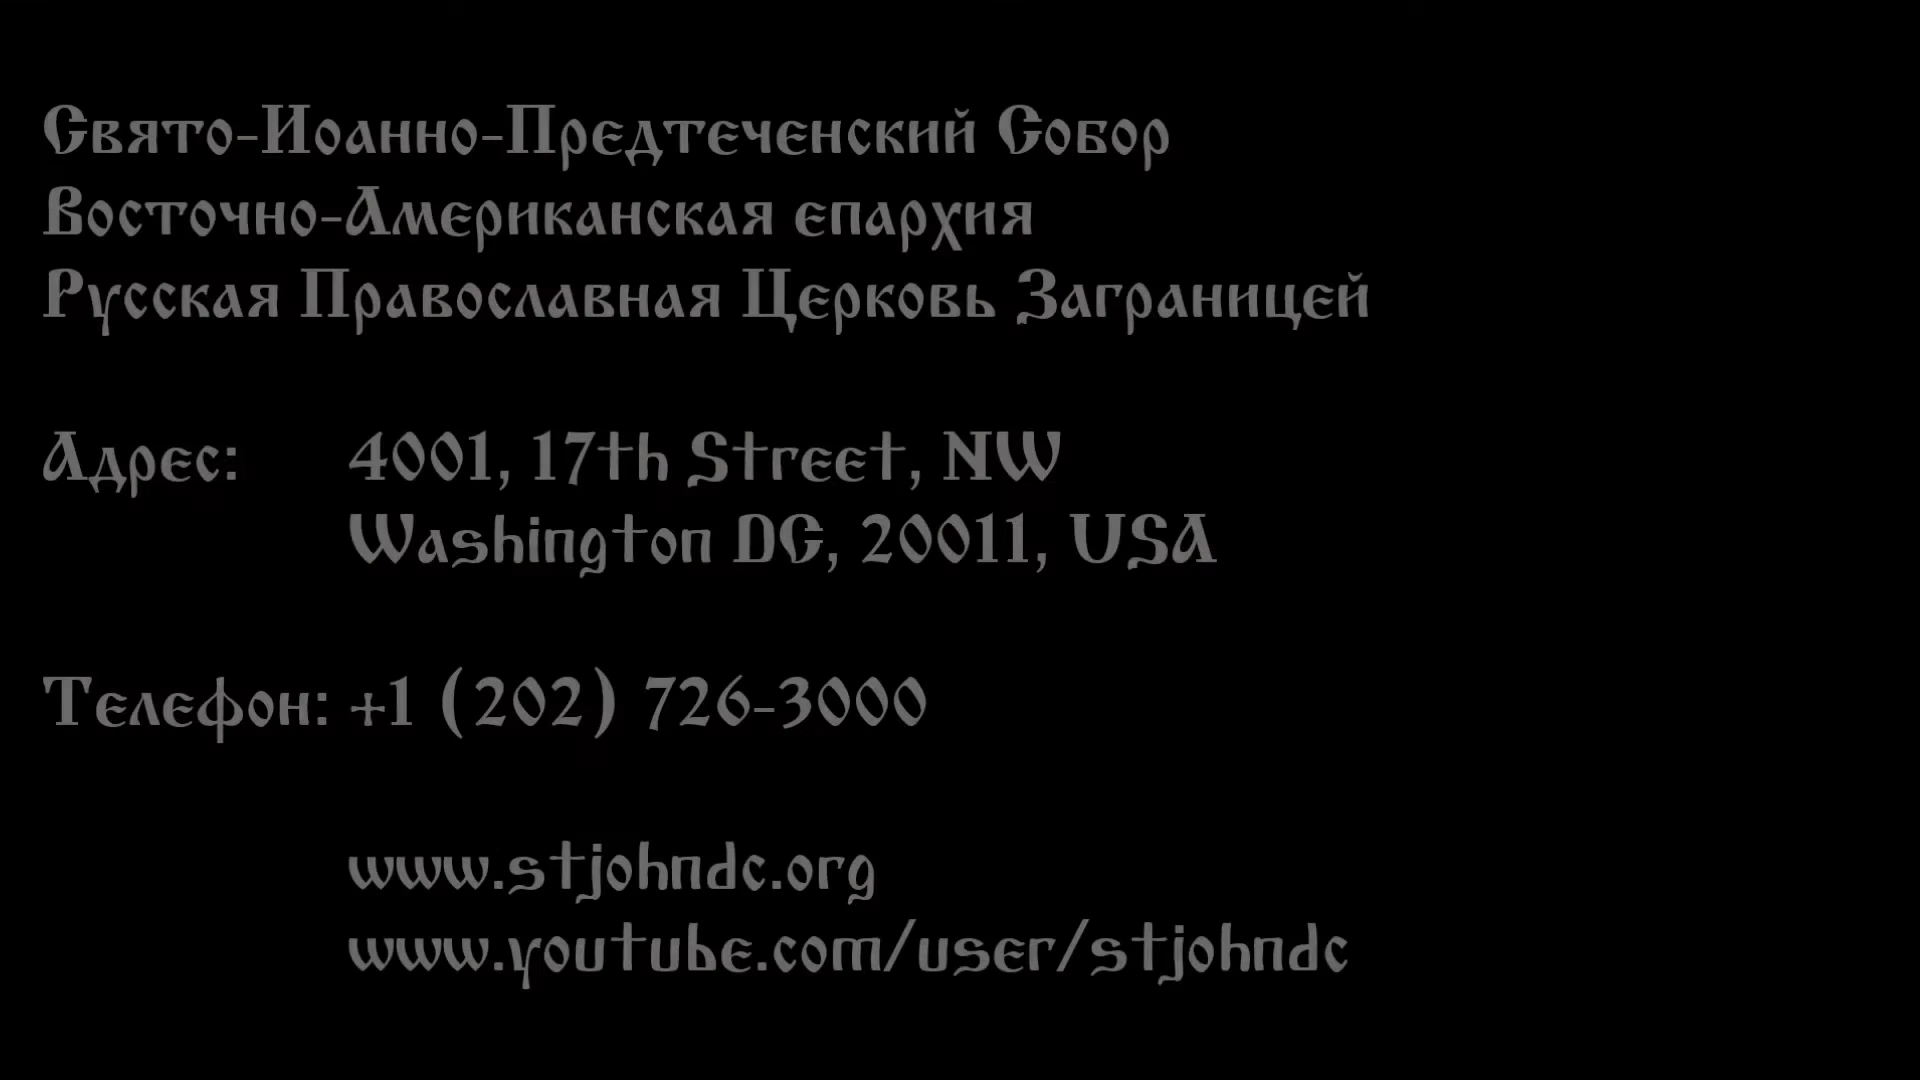 Свято-Иоанно-Предтеченский Собор
Восточно-Американская епархия
Русская Православная Церковь Заграницей
Адрес: 4001, 17th Street, NW
Washington DC, 20011, USA
Телефон: +1 (202) 726-3000
www.stjohndc.org
www.youtube.com/user/stjohndc